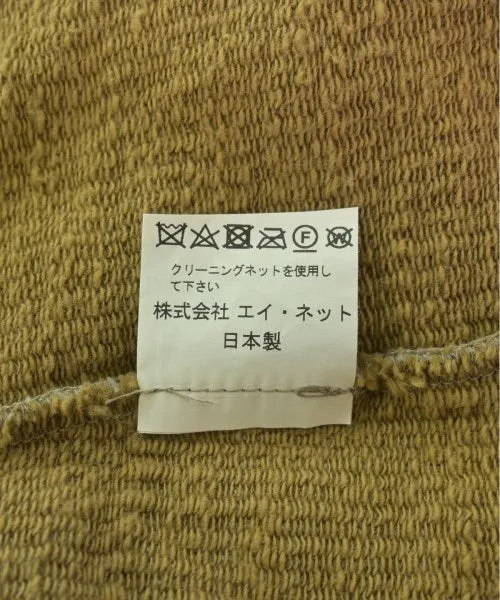 F W
クリーニングネットを使用し
て下さい
株式会社 エイ・ネット
日本製